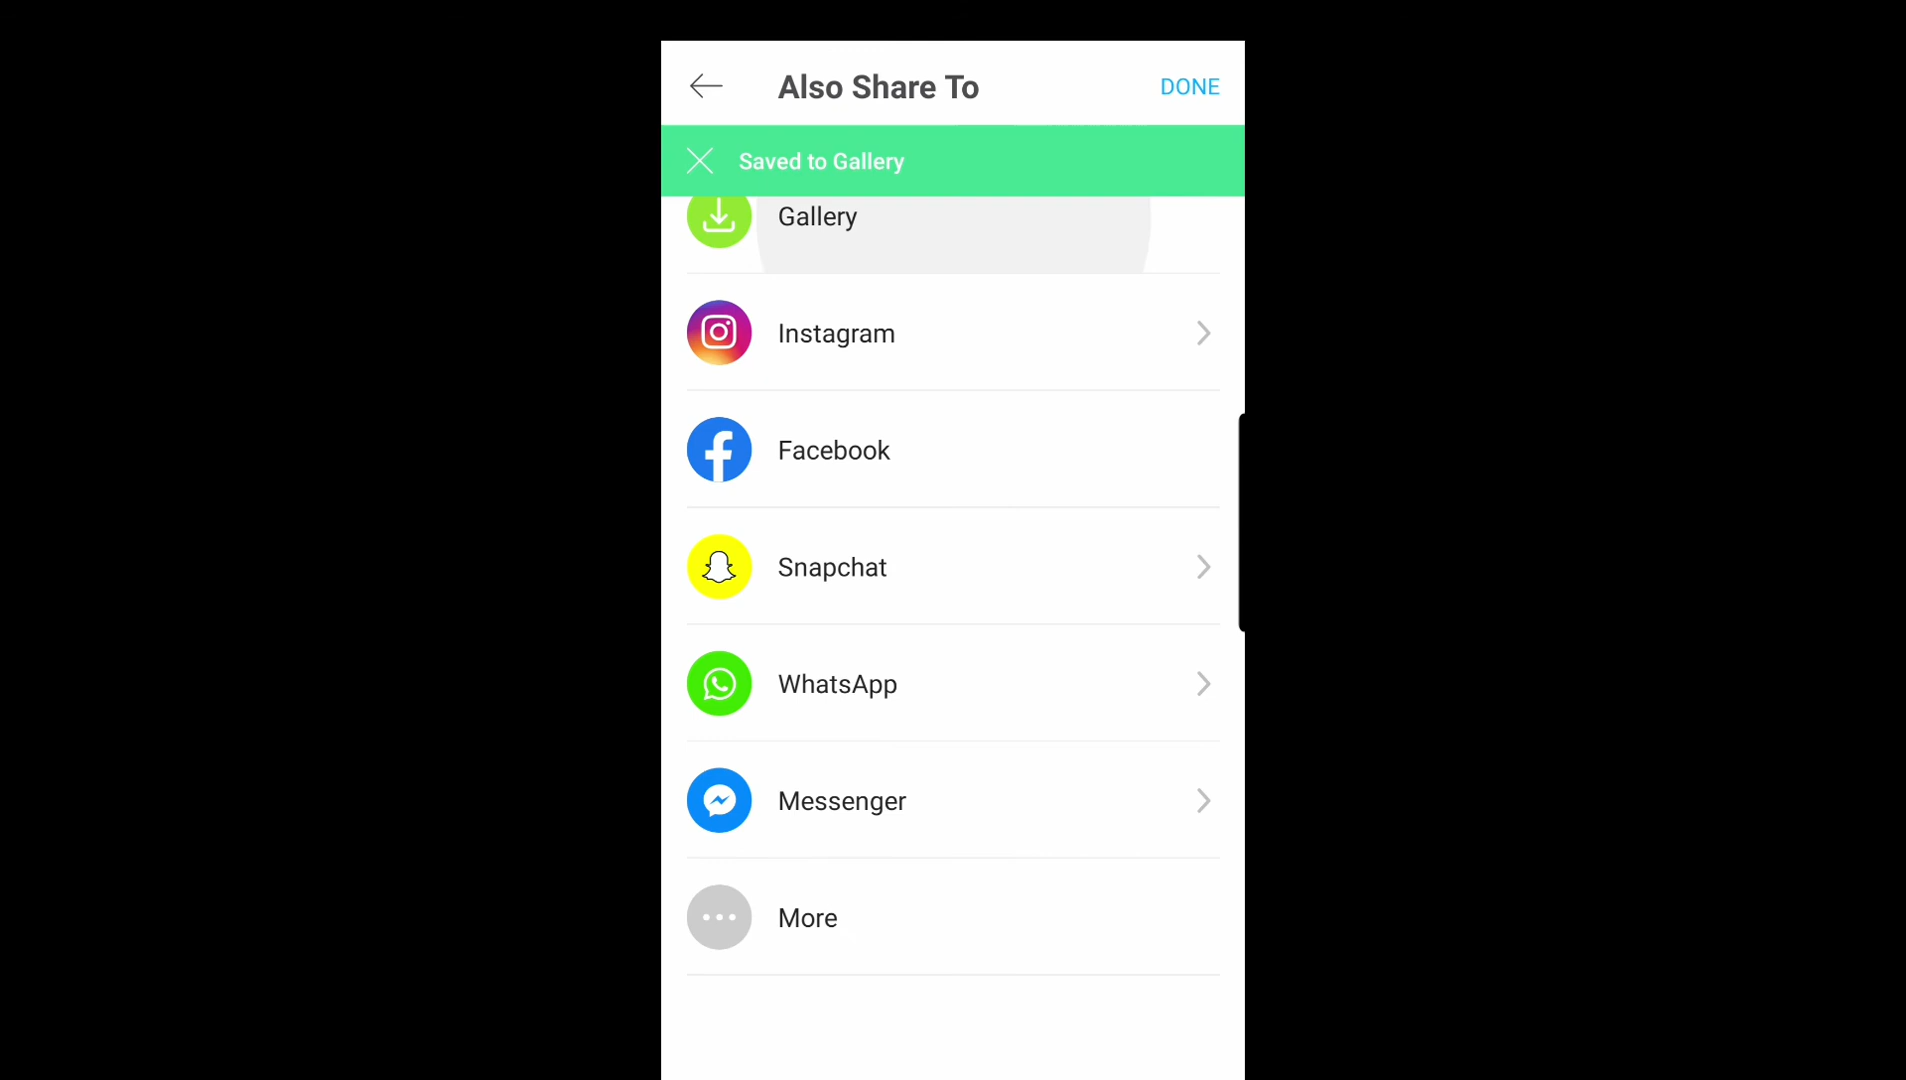 Also Share To
DONE
Saved to Gallery
Gallery
Instagram
Facebook
Snapchat
WhatsApp
Messenger
More